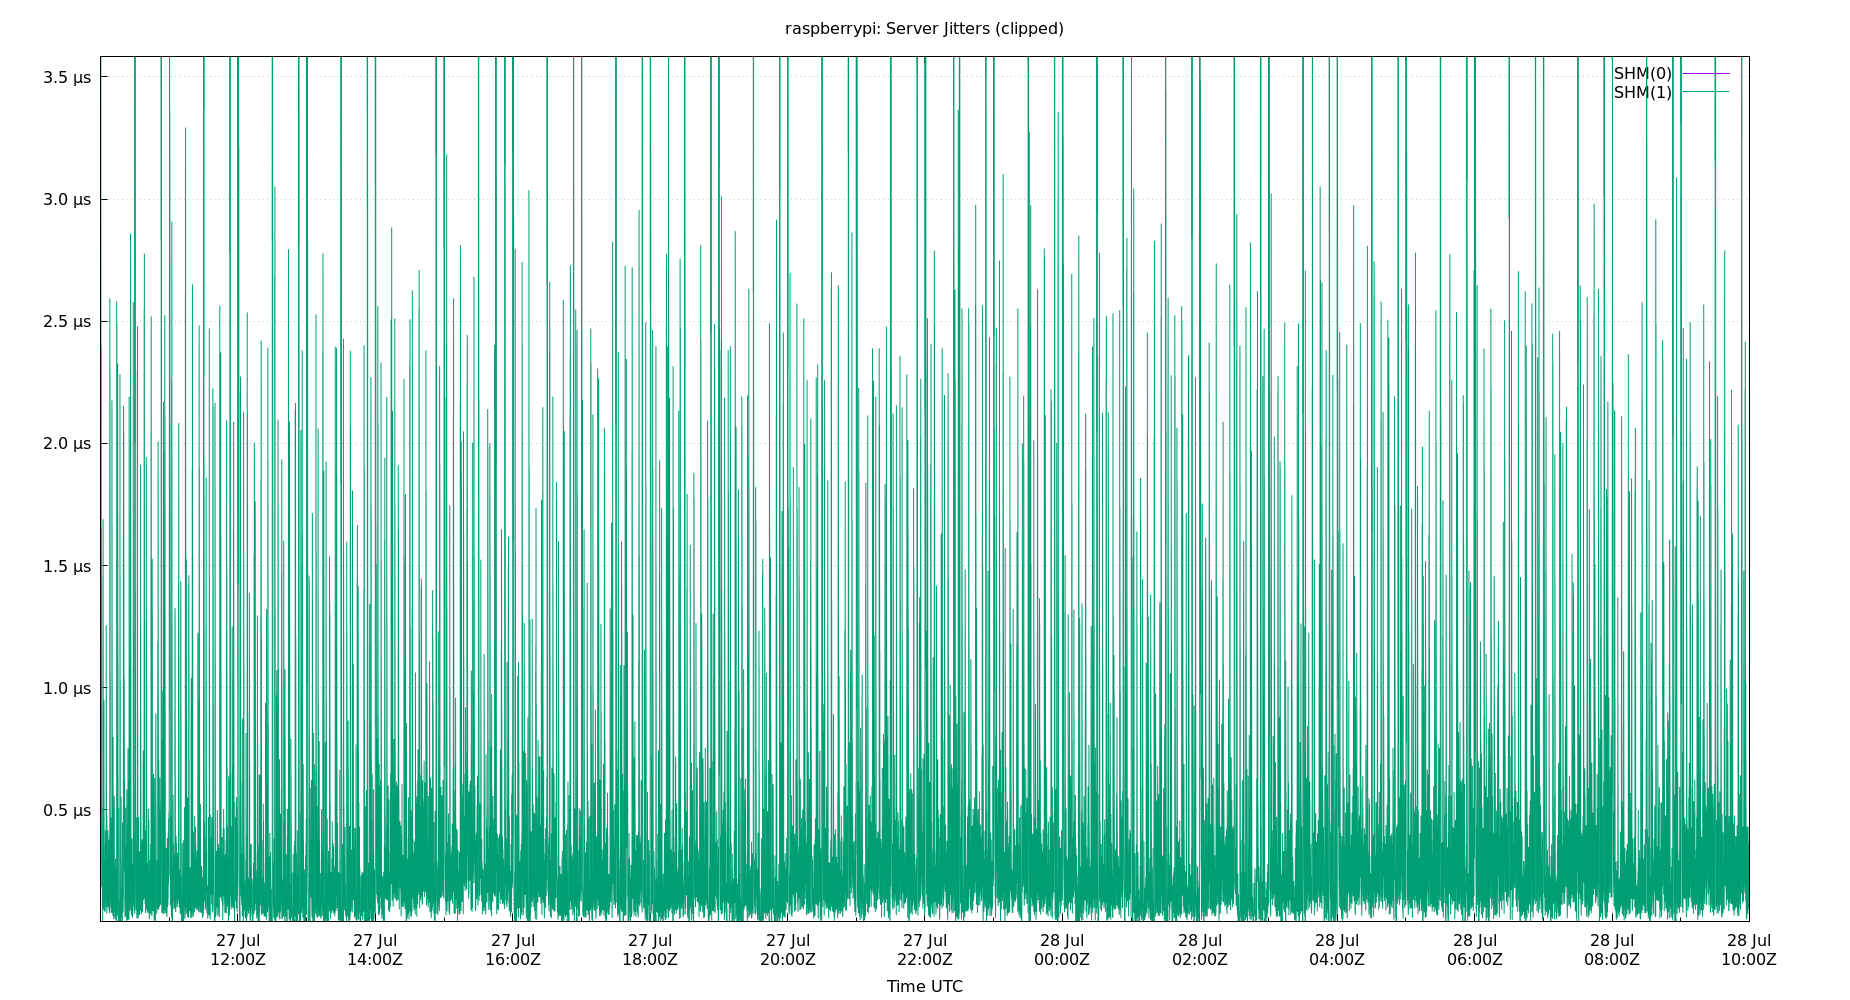 raspberrypi: Server Jitters (clipped)
SHM(0)
SHM(1)
3.5 μs
3.0 μs
2.5 μs
2.0 μs
1.5 μs
1.0 μs
0.5 μs
27 Jul 27 Jul 27 Jul 27 Jul 27 Jul 27 Jul 28 Jul 28 Jul 28 Jul 28 Jul 28 Jul 28 Jul
12:00Z 14:00Z 16:00Z 18:00Z 20:00Z 22:00Z 00:00Z 02:00Z 04:00Z 06:00Z 08:00Z 10:00Z
Time UTC